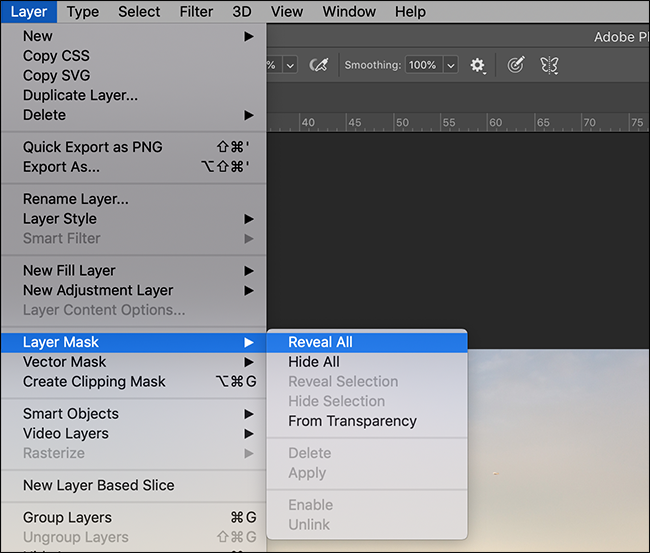 Layer Type Select Filter 3D View Window Help
Adobe P
% Smoothing: 100%
40 45 50 55 60 65 70 75
New
Copy CSS
Copy SVG
Duplicate Layer...
Delete
Quick Export as PNG ⇧⌘'
Export As... ⌥⇧⌘'
Rename Layer...
Layer Style
Smart Filter
New Fill Layer
New Adjustment Layer
Layer Content Options...
Layer Mask
Vector Mask
Create Clipping Mask ⌥⌘G
Smart Objects
Video Layers
Rasterize
New Layer Based Slice
Group Layers ⌘G
Ungroup Layers ⇧⌘G
Reveal All
Hide All
Reveal Selection
Hide Selection
From Transparency
Delete
Apply
Enable
Unlink